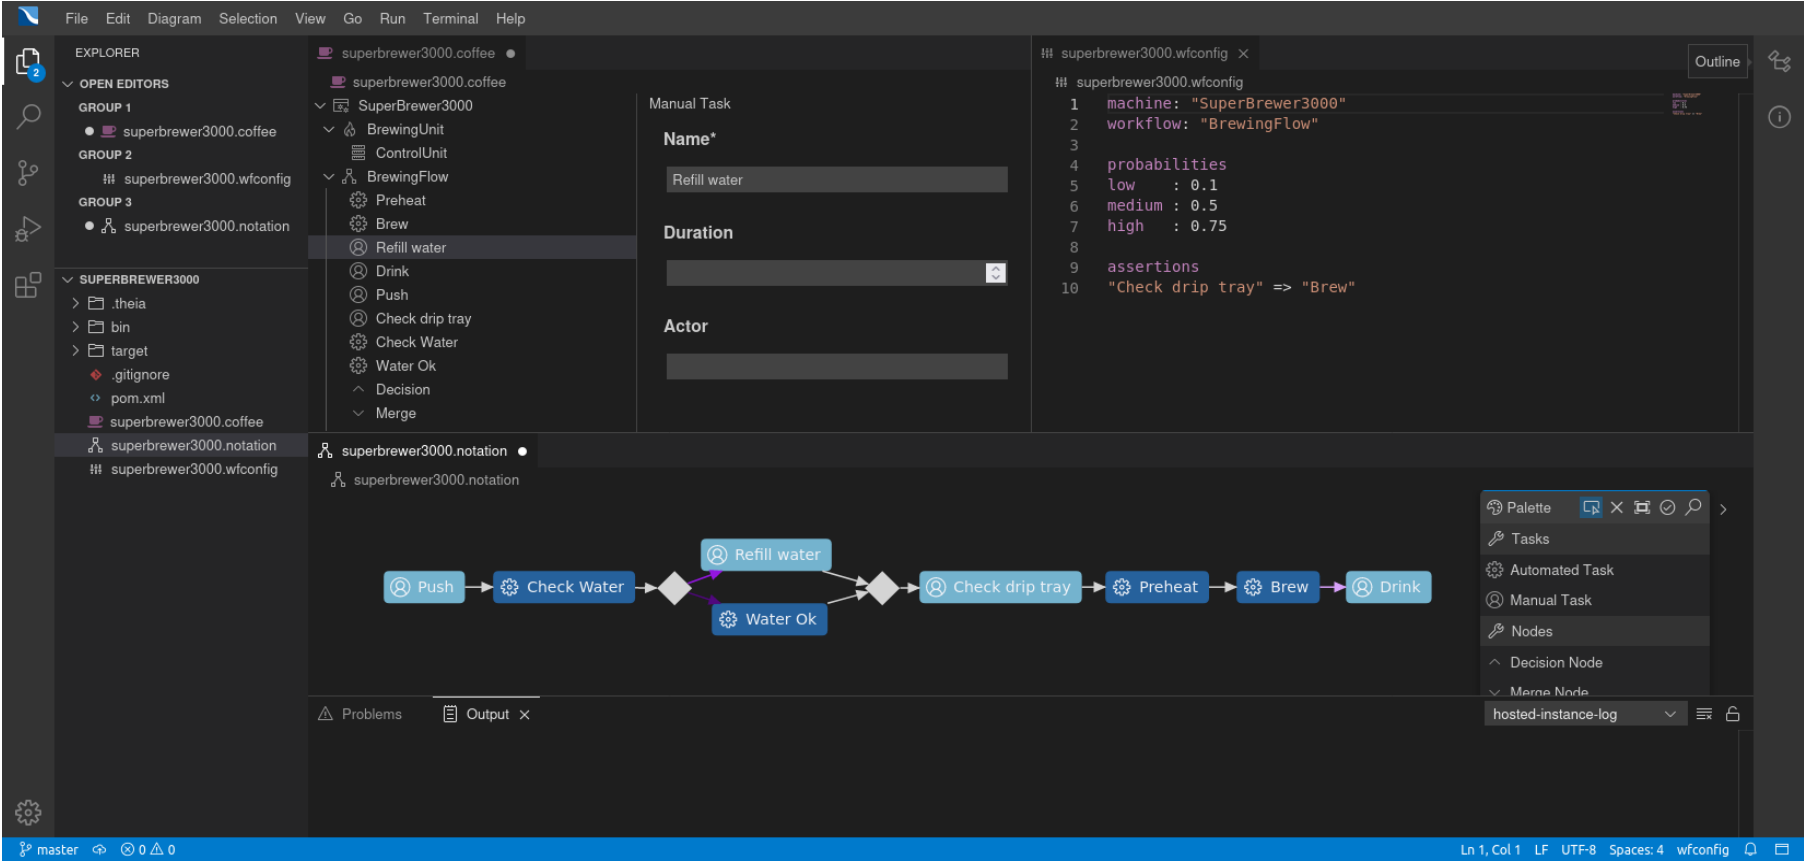 File Edit Diagram Selection View Go Run Terminal Help
EXPLORER
2
OPEN EDITORS
GROUP 1
superbrewer3000.coffee
GROUP 2
superbrewer3000.wfconfig
GROUP 3
superbrewer3000.notation
SUPERBREWER3000
.theia
bin
target
.gitignore
pom.xml
superbrewer3000.coffee
superbrewer3000.notation
superbrewer3000.wfconfig
superbrewer3000.coffee
superbrewer3000.coffee
SuperBrewer3000
BrewingUnit
ControlUnit
BrewingFlow
Preheat
Brew
Refill water
Drink
Push
Check drip tray
Check Water
Water Ok
Decision
Merge
Manual Task
Name*
Refill water
Duration
Actor
superbrewer3000.wfconfig
Outline
superbrewer3000.wfconfig
1 machine: "SuperBrewer3000"
2 workflow: "BrewingFlow"
3
4 probabilities
5 low : 0.1
6 medium : 0.5
7 high : 0.75
8
9 assertions
10 "Check drip tray" => "Brew"
superbrewer3000.notation
superbrewer3000.notation
Push
Check Water
Refill water
Water Ok
Check drip tray
Preheat
Brew
Drink
Palette
Tasks
Automated Task
Manual Task
Nodes
Decision Node
Merge Node
Problems Output
hosted-instance-log
master 0 0
Ln 1, Col 1 LF UTF-8 Spaces: 4 wfconfig